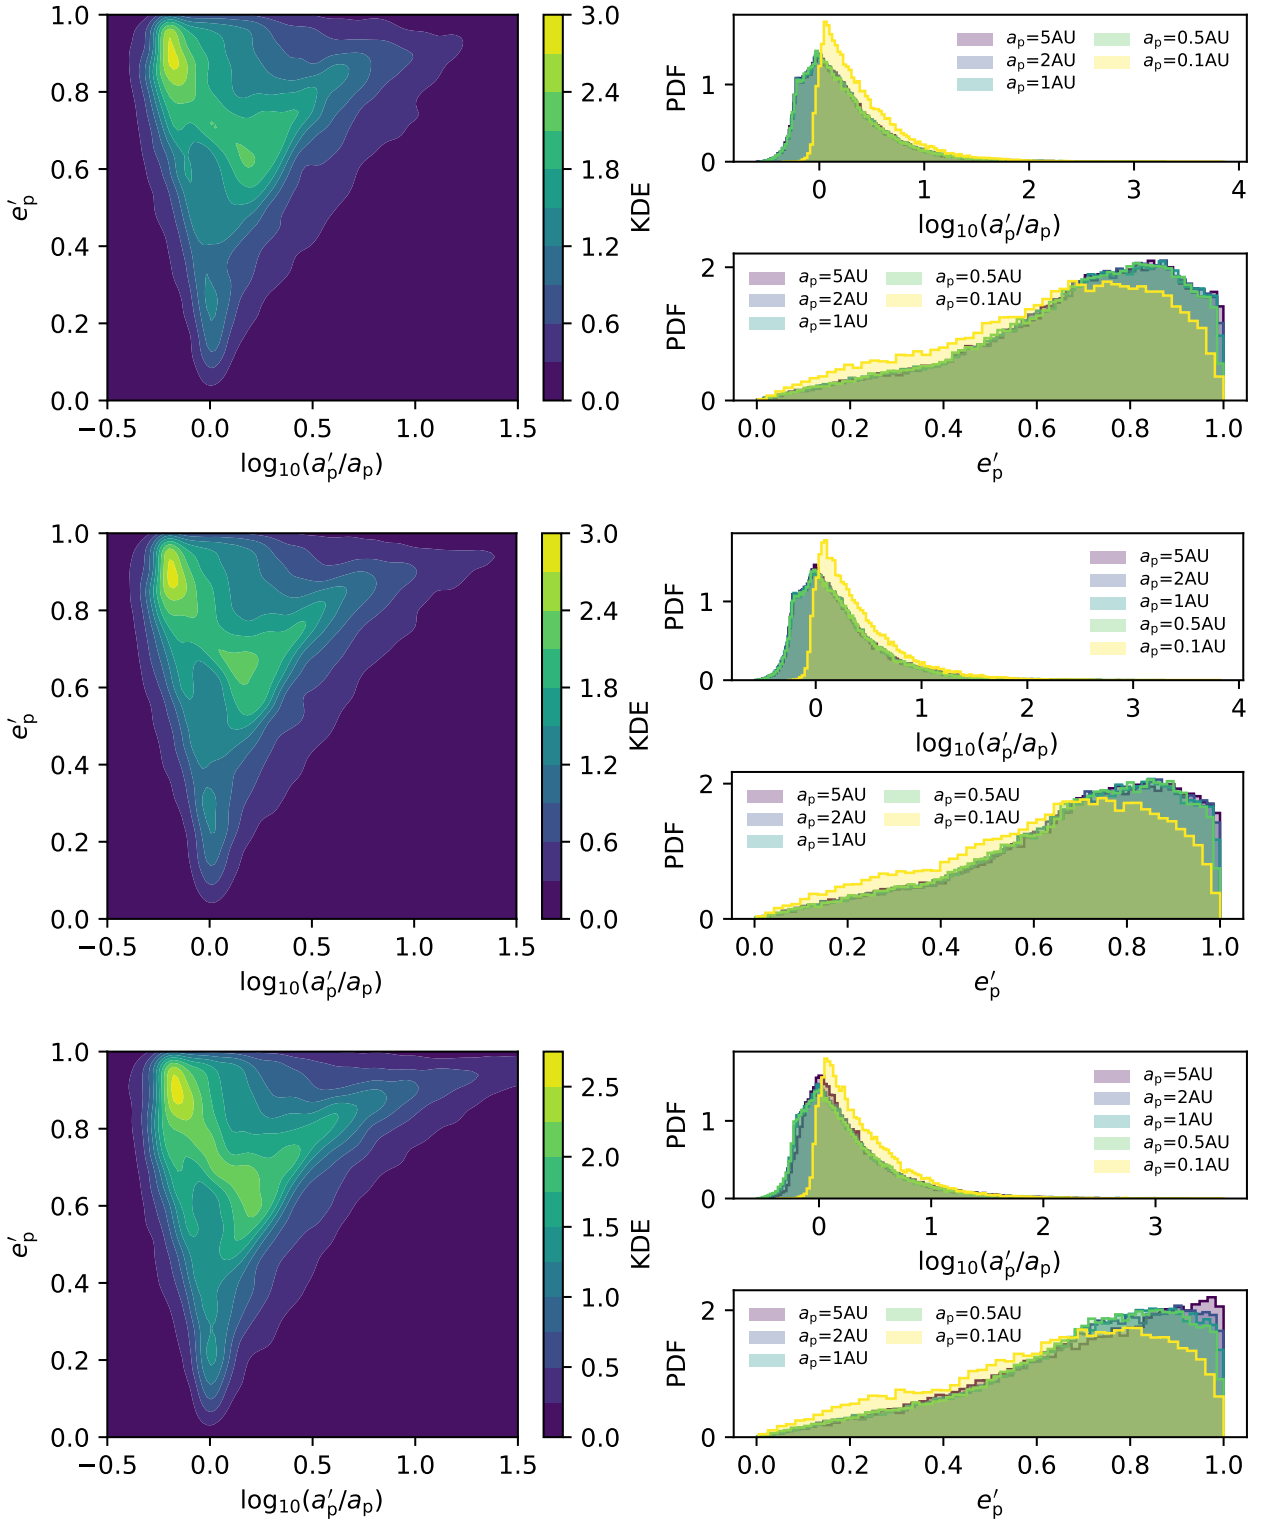 1.0
0.8
0.6
0.4
0.2
0.0
e′p
−0.5 0.0 0.5 1.0 1.5
log10(a′p/ap)
3.0
2.4
1.8
1.2
0.6
0.0
KDE
1
0
PDF
ap=5AU ap=0.5AU
ap=2AU ap=0.1AU
ap=1AU
0 1 2 3 4
log10(a′p/ap)
2
0
PDF
ap=5AU ap=0.5AU
ap=2AU ap=0.1AU
ap=1AU
0.0 0.2 0.4 0.6 0.8 1.0
e′p
1.0
0.8
0.6
0.4
0.2
0.0
e′p
−0.5 0.0 0.5 1.0 1.5
log10(a′p/ap)
3.0
2.4
1.8
1.2
0.6
0.0
KDE
1
0
PDF
ap=5AU
ap=2AU
ap=1AU
ap=0.5AU
ap=0.1AU
0 1 2 3 4
log10(a′p/ap)
2
0
PDF
ap=5AU ap=0.5AU
ap=2AU ap=0.1AU
ap=1AU
0.0 0.2 0.4 0.6 0.8 1.0
e′p
1.0
0.8
0.6
0.4
0.2
0.0
e′p
−0.5 0.0 0.5 1.0 1.5
log10(a′p/ap)
2.5
2.0
1.5
1.0
0.5
0.0
KDE
1
0
PDF
ap=5AU
ap=2AU
ap=1AU
ap=0.5AU
ap=0.1AU
0 1 2 3
log10(a′p/ap)
2
0
PDF
ap=5AU ap=0.5AU
ap=2AU ap=0.1AU
ap=1AU
0.0 0.2 0.4 0.6 0.8 1.0
e′p